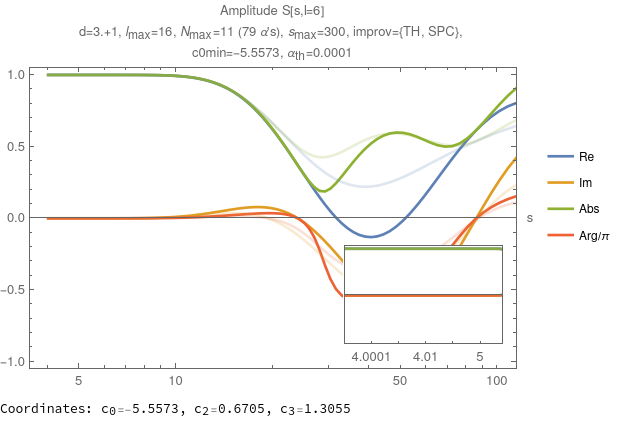 Amplitude S[s,l=6]
d=3.+1, lmax=16, Nmax=11 (79 α's), smax=300, improv={TH, SPC},
c0min=-5.5573, αth=0.0001
1.0
0.5
0.0
-0.5
-1.0
s
Re
Im
Abs
Arg/π
4.0001 4.01 5
5 10 50 100
Coordinates: c0=-5.5573, c2=0.6705, c3=1.3055